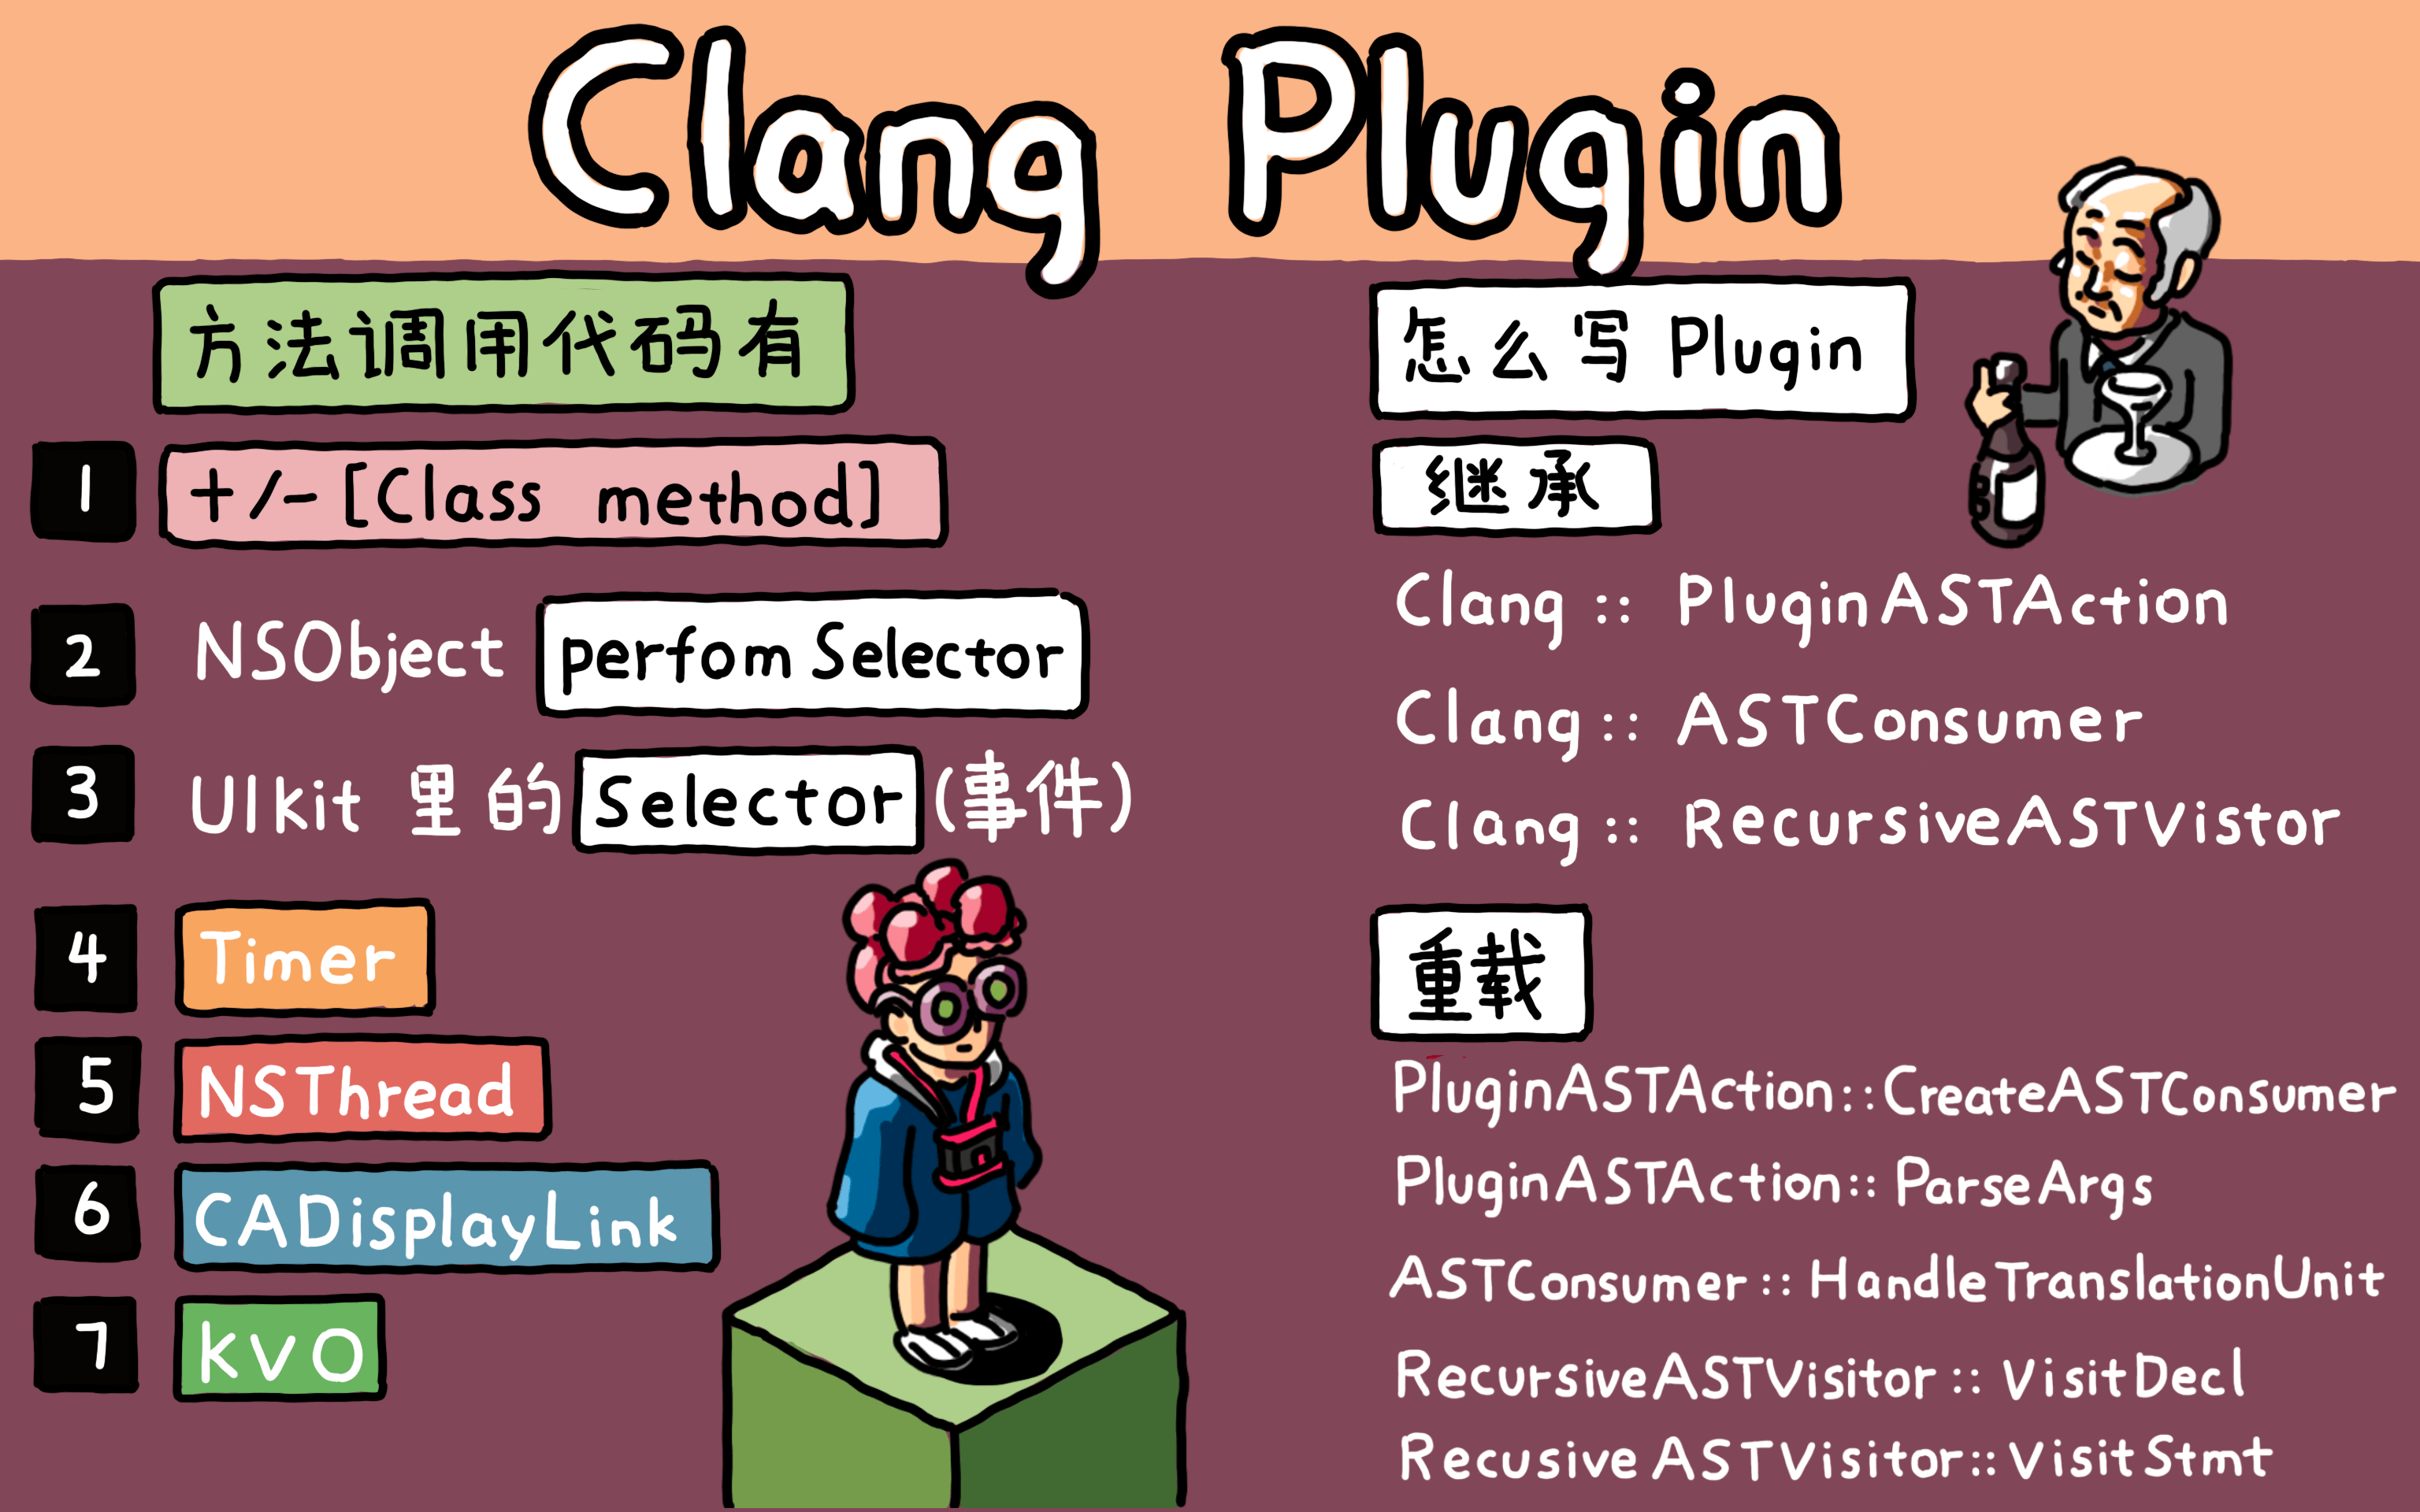 Clang Plugin
方法调用代码有
1 +/-[Class method]
2 NSObject perfom Selector
3 UIkit 里的 Selector (事件)
4 Timer
5 NSThread
6 CADisplayLink
7 KVO
怎么写 Plugin
继承
Clang :: PluginASTAction
Clang :: ASTConsumer
Clang :: RecursiveASTVistor
重载
PluginASTAction::CreateASTConsumer
PluginASTAction:: ParseArgs
ASTConsumer :: HandleTranslationUnit
RecursiveASTVisitor :: VisitDecl
RecusiveASTVisitor::VisitStmt